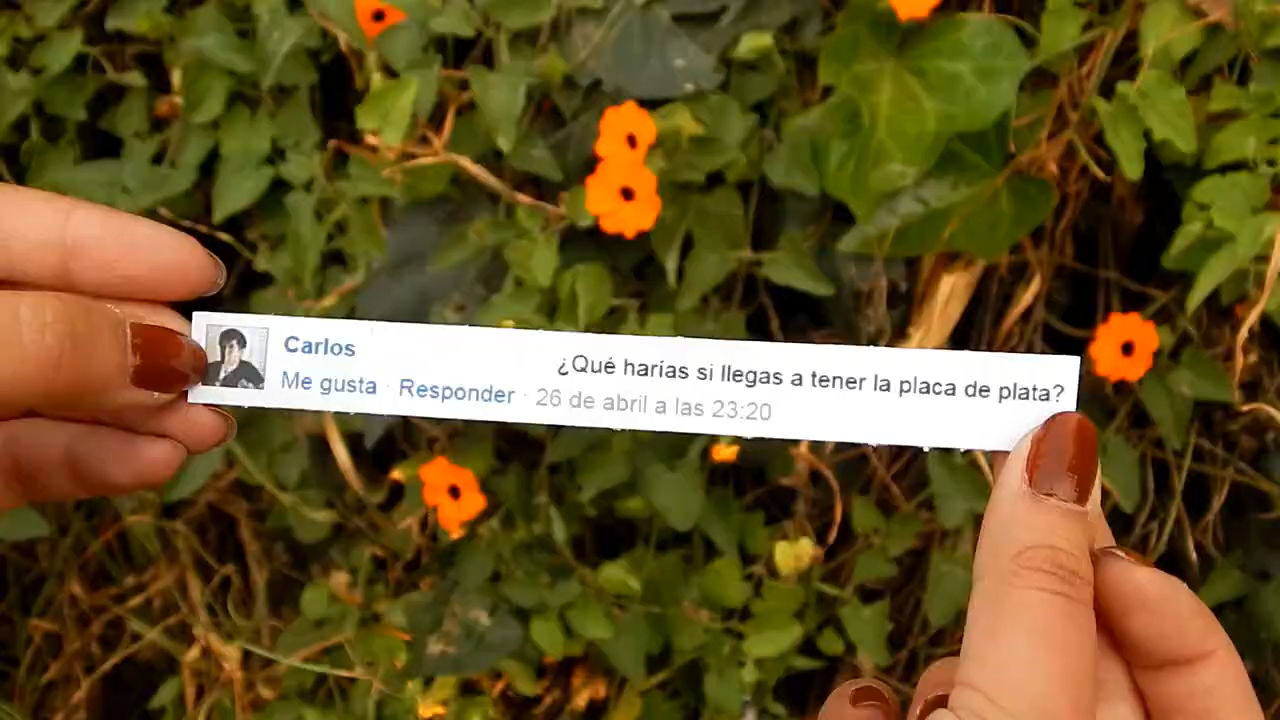 Carlos
¿Qué harías si llegas a tener la placa de plata?
Me gusta · Responder · 26 de abril a las 23:20